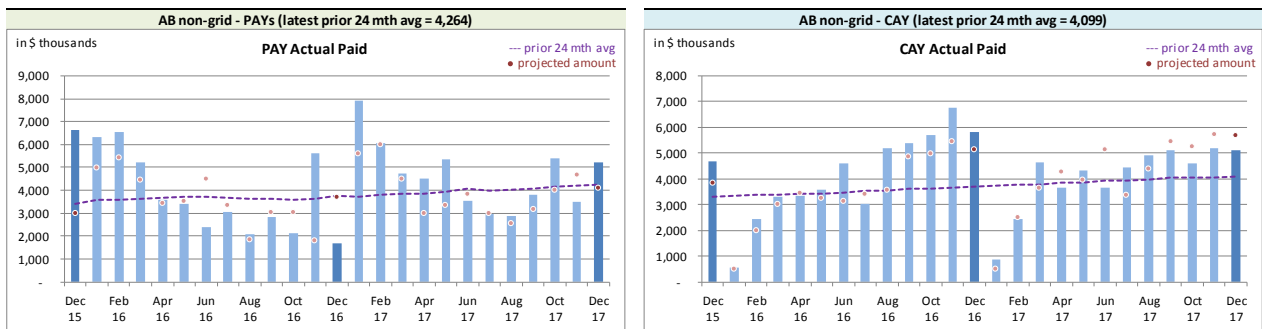 AB non-grid - PAYs (latest prior 24 mth avg = 4,264)
in $ thousands
PAY Actual Paid
--- prior 24 mth avg
• projected amount
9,000
8,000
7,000
6,000
5,000
4,000
3,000
2,000
1,000
-
Dec Feb Apr Jun Aug Oct Dec Feb Apr Jun Aug Oct Dec
15 16 16 16 16 16 16 17 17 17 17 17 17
AB non-grid - CAY (latest prior 24 mth avg = 4,099)
in $ thousands
CAY Actual Paid
--- prior 24 mth avg
• projected amount
8,000
7,000
6,000
5,000
4,000
3,000
2,000
1,000
-
Dec Feb Apr Jun Aug Oct Dec Feb Apr Jun Aug Oct Dec
15 16 16 16 16 16 16 17 17 17 17 17 17